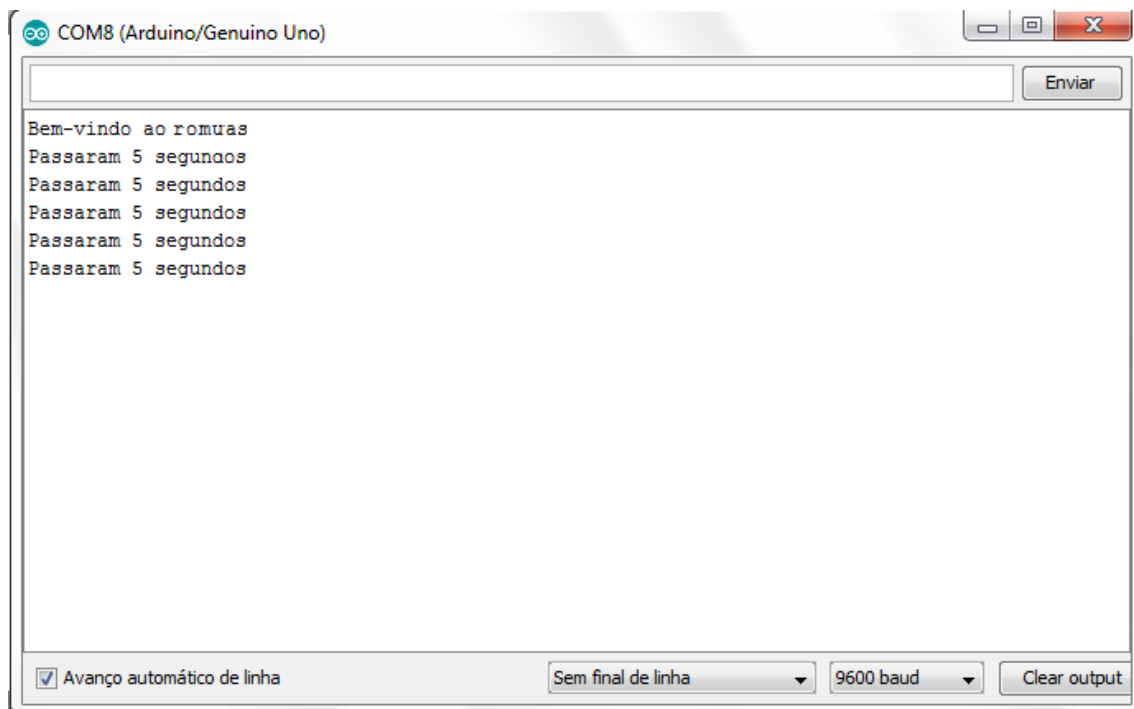 COM8 (Arduino/Genuino Uno)
Enviar
Bem-vindo ao romuas
Passaram 5 segundos
Passaram 5 segundos
Passaram 5 segundos
Passaram 5 segundos
Passaram 5 segundos
Avanço automático de linha
Sem final de linha
9600 baud
Clear output